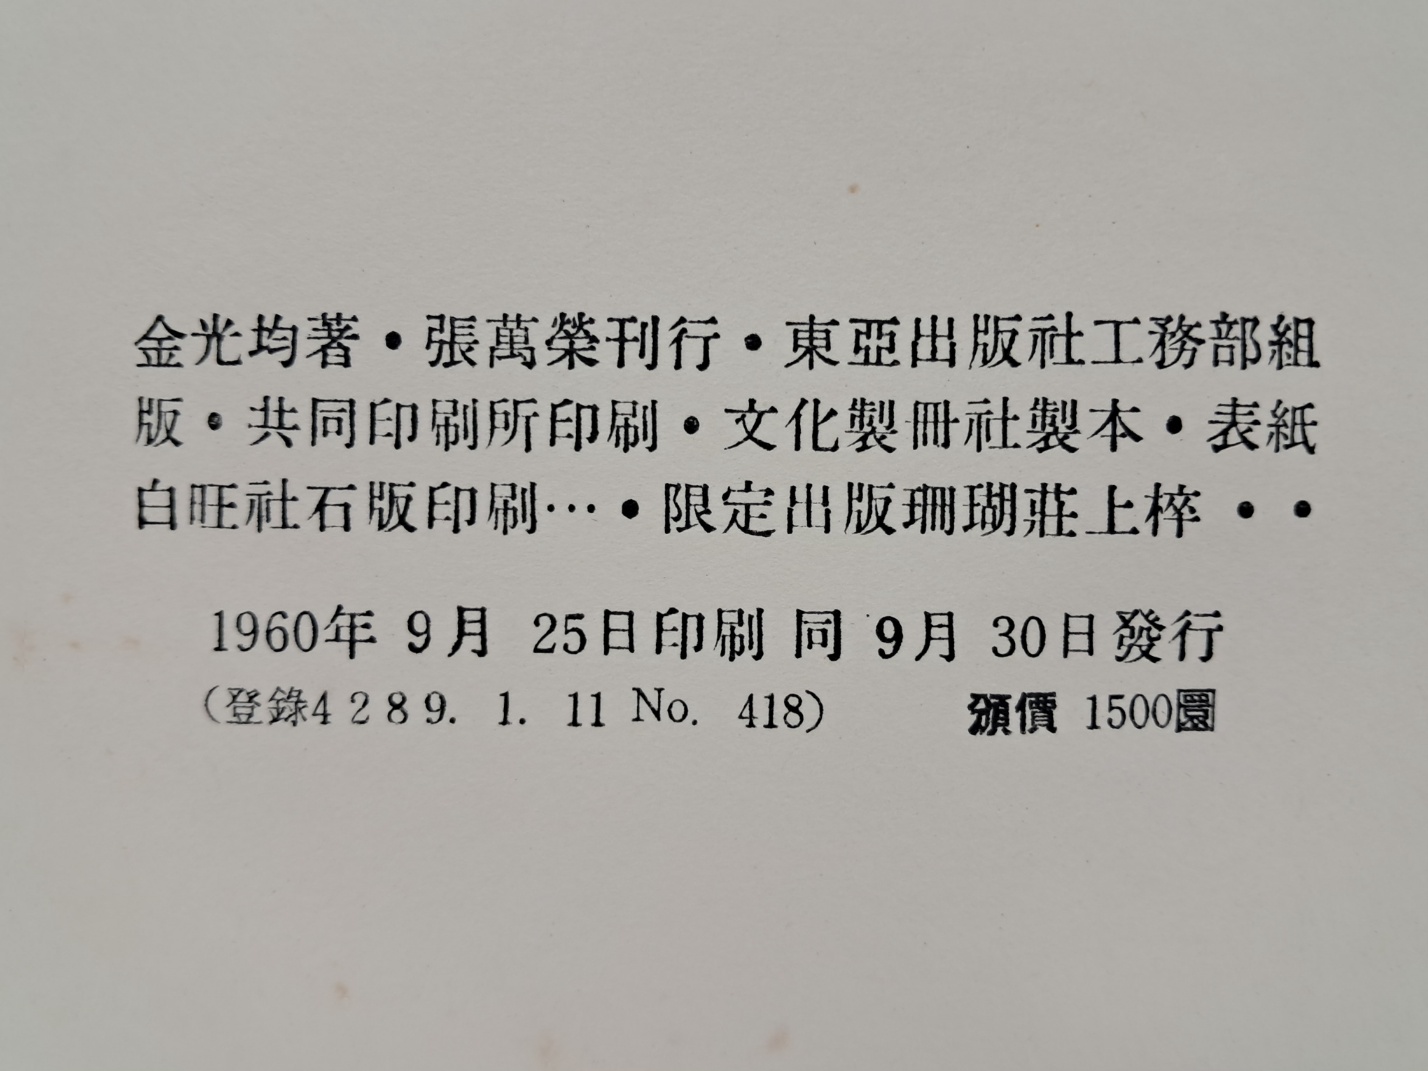 金光均著・張萬榮刊行・東亞出版社工務部組
版・共同印刷所印刷・文化製冊社製本・表紙
白旺社石版印刷…・限定出版珊瑚莊上梓・・
1960年 9月 25日印刷 同 9月 30日發行
(登錄4289. 1. 11 No. 418) 頒價 1500圜